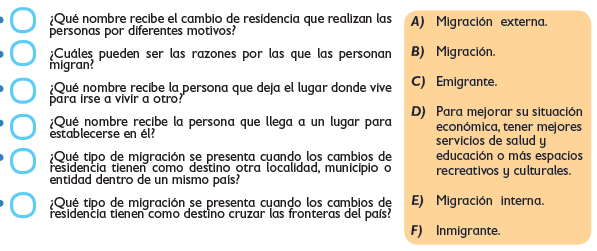 ¿Qué nombre recibe el cambio de residencia que realizan las
personas por diferentes motivos?
¿Cuáles pueden ser las razones por las que las personan
migran?
¿Qué nombre recibe la persona que deja el lugar donde vive
para irse a vivir a otro?
¿Qué nombre recibe la persona que llega a un lugar para
establecerse en él?
¿Qué tipo de migración se presenta cuando los cambios de
residencia tienen como destino otra localidad, municipio o
entidad dentro de un mismo país?
¿Qué tipo de migración se presenta cuando los cambios de
residencia tienen como destino cruzar las fronteras del país?
A) Migración externa.
B) Migración.
C) Emigrante.
D) Para mejorar su situación
económica, tener mejores
servicios de salud y
educación o más espacios
recreativos y culturales.
E) Migración interna.
F) Inmigrante.